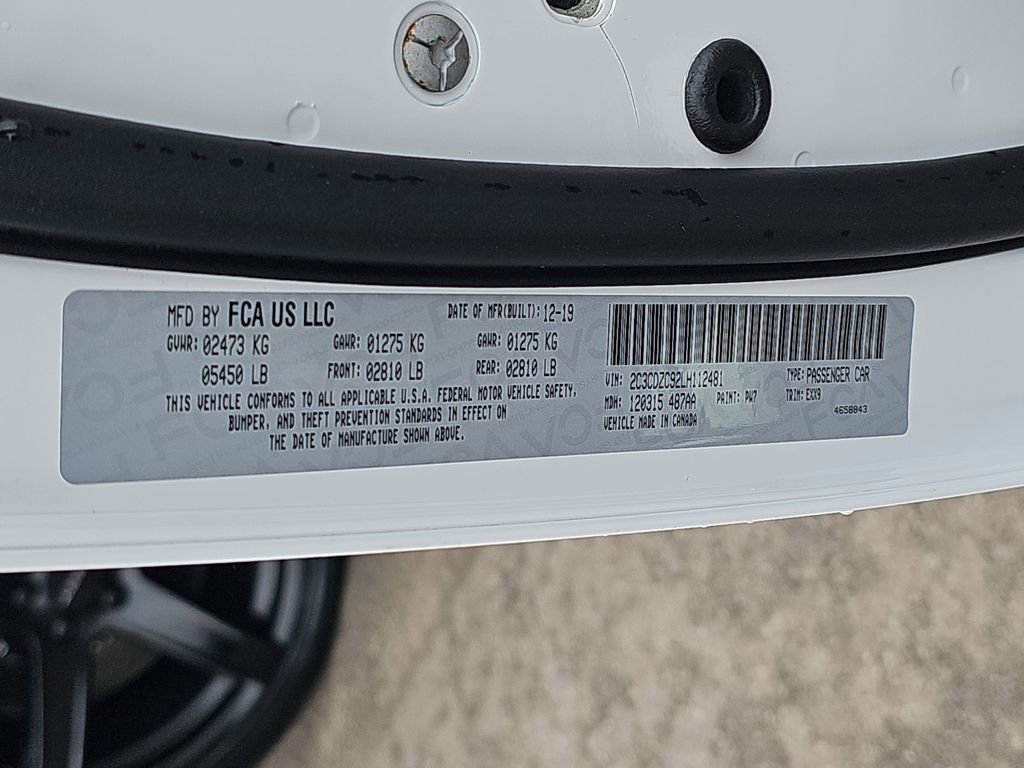 MFD BY FCA US LLC
DATE OF MFR(BUILT): 12-19
GVWR: 02473 KG
GAWR: 01275 KG
GAWR: 01275 KG
05450 LB
FRONT: 02810 LB
REAR: 02810 LB
THIS VEHICLE CONFORMS TO ALL APPLICABLE U.S.A. FEDERAL MOTOR VEHICLE SAFETY,
BUMPER, AND THEFT PREVENTION STANDARDS IN EFFECT ON
THE DATE OF MANUFACTURE SHOWN ABOVE.
VIN: 2C3CDZC92LH112481
TYPE: PASSENGER CAR
MDH: 120315 487AA
PAINT: PW7
TRIM: EXX9
VEHICLE MADE IN CANADA
4658843